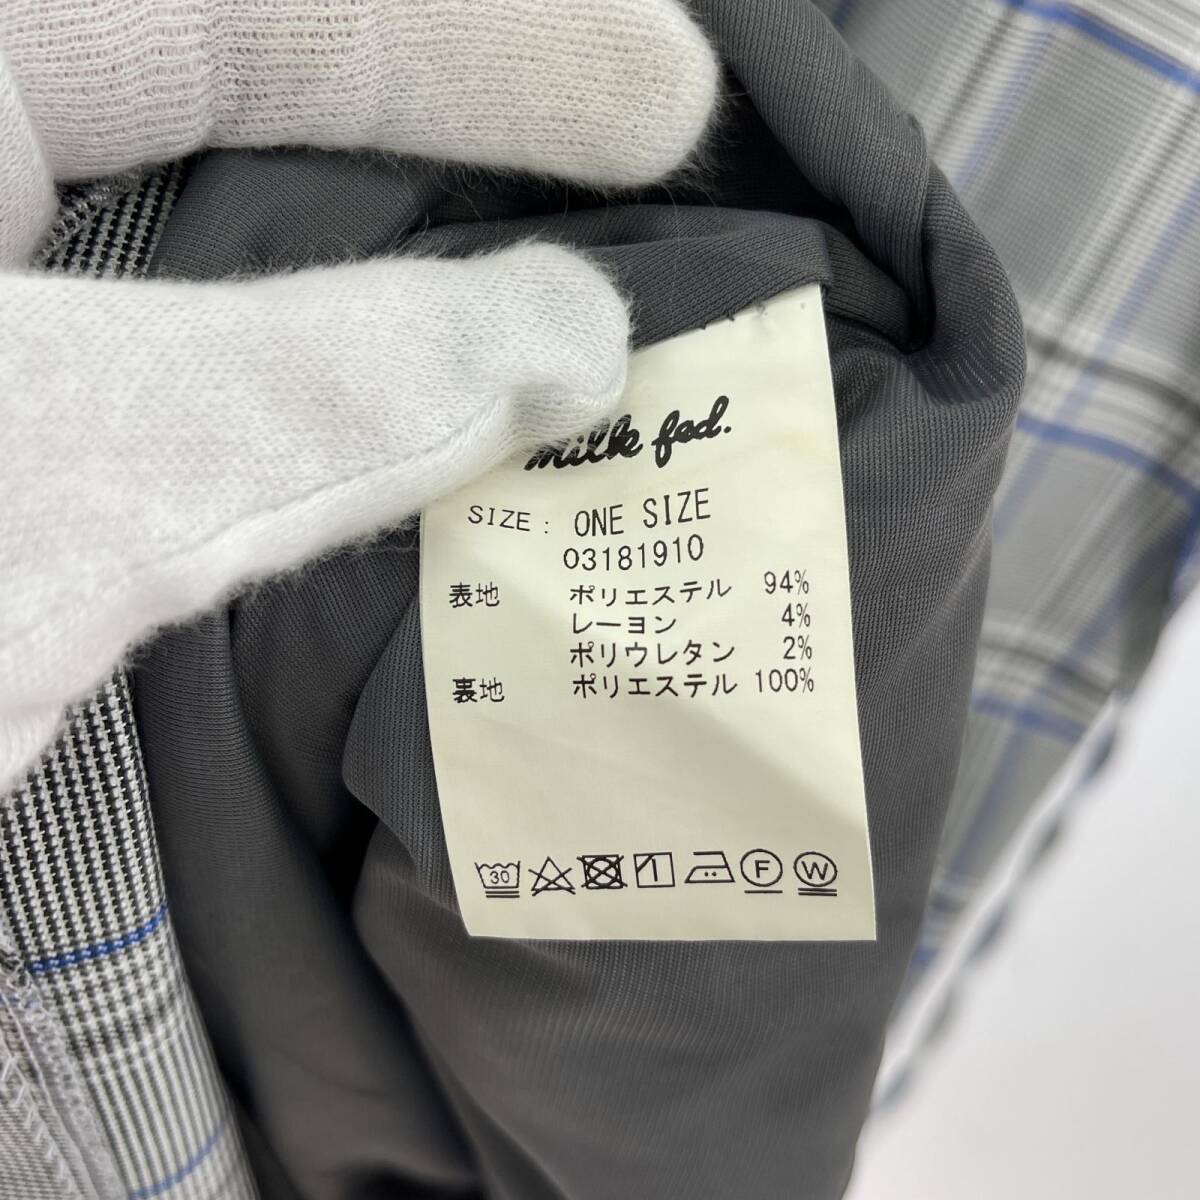 milk fed.
SIZE: ONE SIZE
03181910
表地 ポリエステル 94%
レーヨン 4%
ポリウレタン 2%
裏地 ポリエステル 100%
30 F W